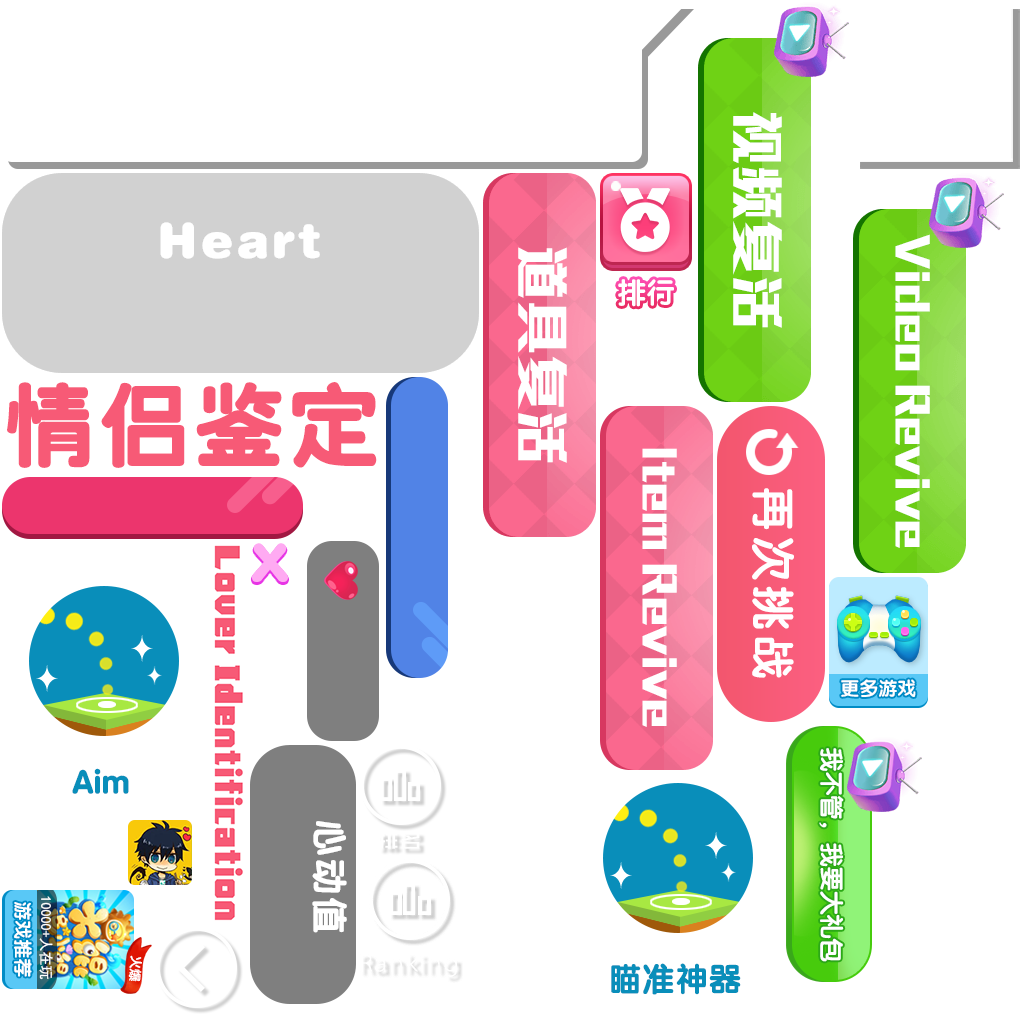 视频复活
Heart
道具复活
排行
Video Revive
情侣鉴定
Item Revive
再次挑战
Lover Identification
更多游戏
Aim
心动值
我不管，我要大礼包
10000+人在玩
游戏推荐
火爆
Ranking
瞄准神器